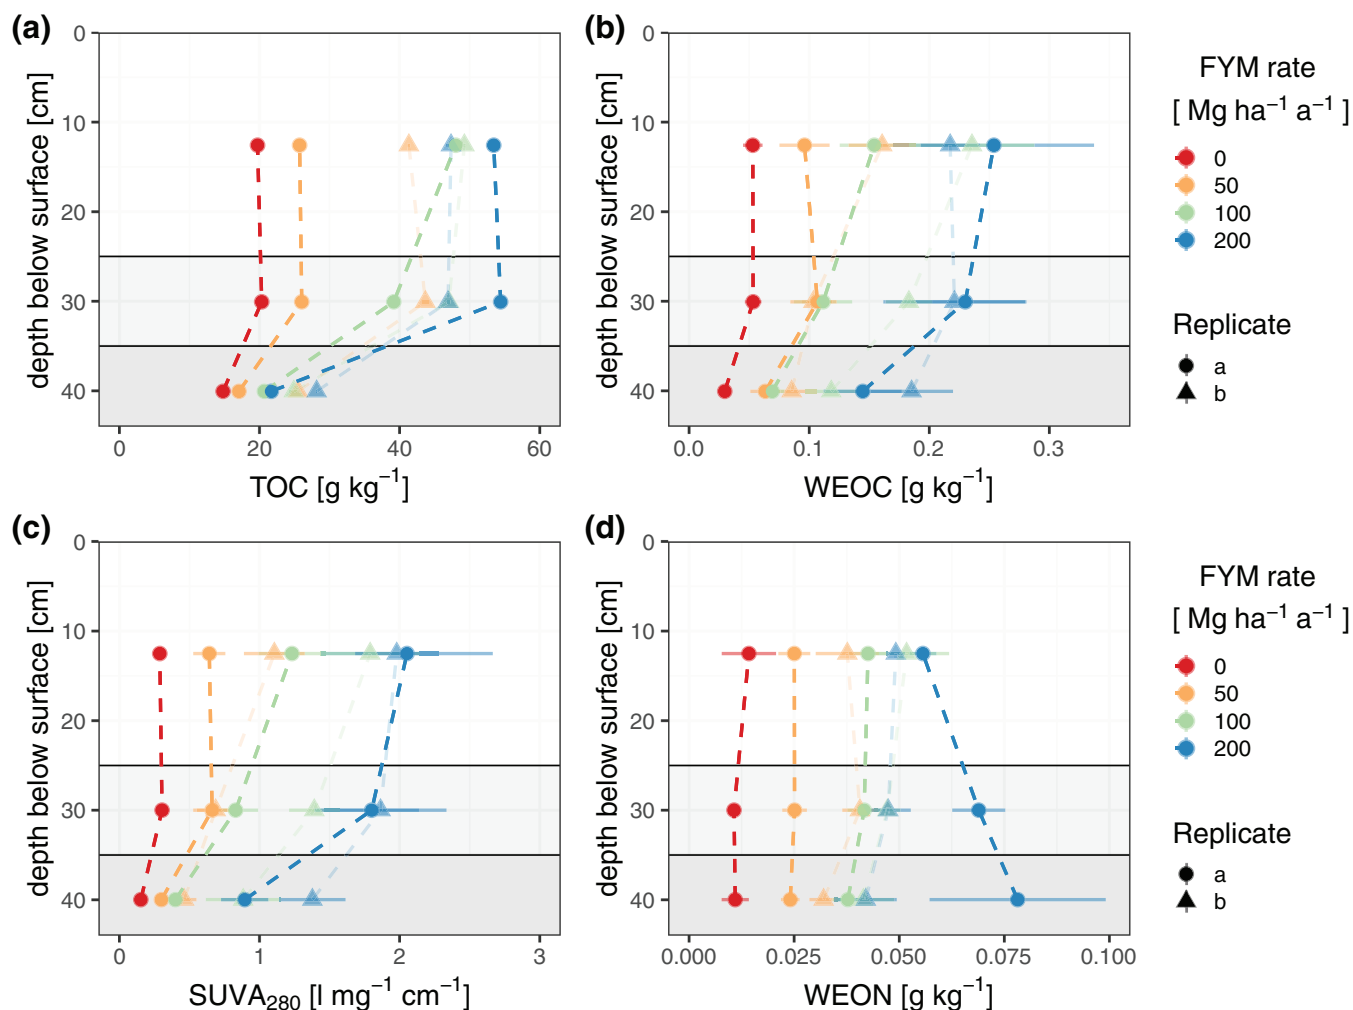 (a)
0
10
20
30
40
depth below surface [cm]
0 20 40 60
TOC [g kg⁻¹]
(b)
0
10
20
30
40
depth below surface [cm]
0.0 0.1 0.2 0.3
WEOC [g kg⁻¹]
FYM rate
[ Mg ha⁻¹ a⁻¹ ]
0
50
100
200
Replicate
a
b
(c)
0
10
20
30
40
depth below surface [cm]
0 1 2 3
SUVA₂₈₀ [l mg⁻¹ cm⁻¹]
(d)
0
10
20
30
40
depth below surface [cm]
0.000 0.025 0.050 0.075 0.100
WEON [g kg⁻¹]
FYM rate
[ Mg ha⁻¹ a⁻¹ ]
0
50
100
200
Replicate
a
b